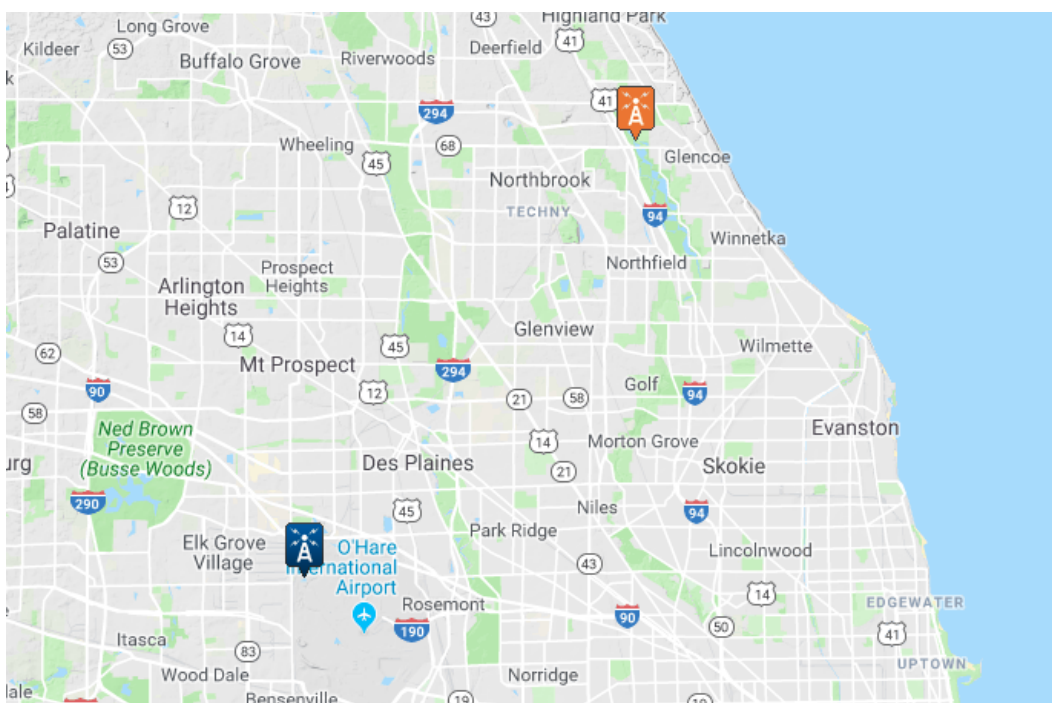 43
Highland Park
Long Grove
41
Kildeer
53
Deerfield
Riverwoods
Buffalo Grove
k
41
294
Wheeling
68
45
Glencoe
Northbrook
12
TECHNY
94
Palatine
Winnetka
53
Northfield
Prospect
Heights
Arlington
Heights
Glenview
14
45
Wilmette
62
Mt Prospect
294
Golf
90
12
94
21
58
58
Ned Brown
Preserve
(Busse Woods)
Evanston
14
Morton Grove
urg
Des Plaines
Skokie
21
290
45
Niles
94
Park Ridge
Elk Grove
Village
O'Hare
International
Airport
Lincolnwood
43
14
Rosemont
EDGEWATER
90
190
50
41
Itasca
83
UPTOWN
Wood Dale
Norridge
dale
Bensenville
19
19